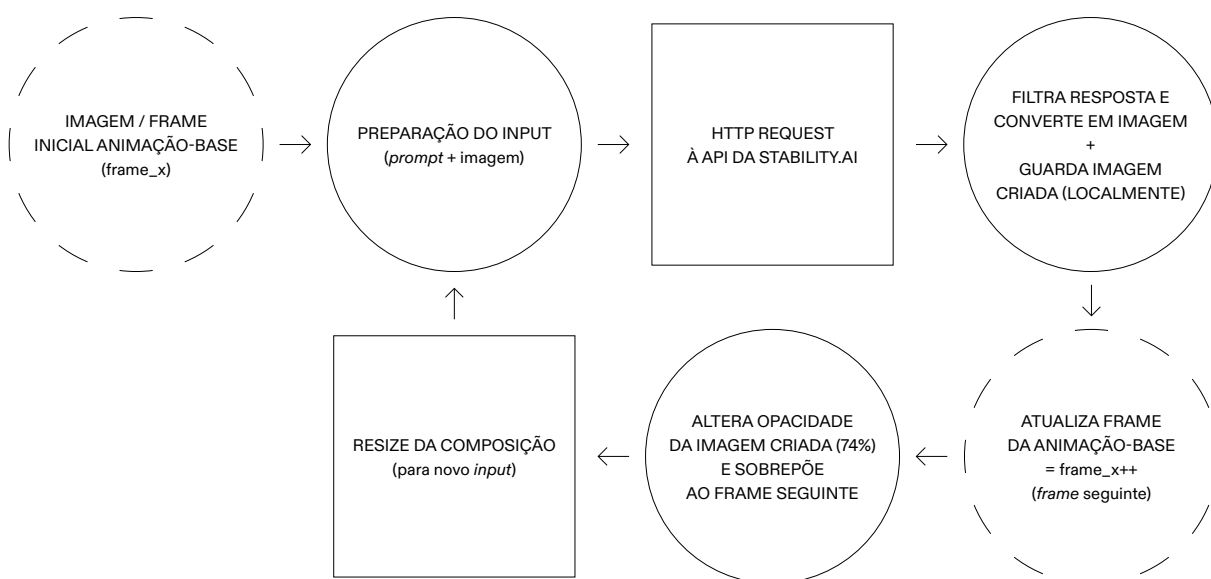 IMAGEM / FRAME
INICIAL ANIMAÇÃO-BASE
(frame_x)
PREPARAÇÃO DO INPUT
(prompt + imagem)
HTTP REQUEST
À API DA STABILITY.AI
FILTRA RESPOSTA E
CONVERTE EM IMAGEM
+
GUARDA IMAGEM
CRIADA (LOCALMENTE)
ATUALIZA FRAME
DA ANIMAÇÃO-BASE
= frame_x++
(frame seguinte)
ALTERA OPACIDADE
DA IMAGEM CRIADA (74%)
E SOBREPÕE
AO FRAME SEGUINTE
RESIZE DA COMPOSIÇÃO
(para novo input)